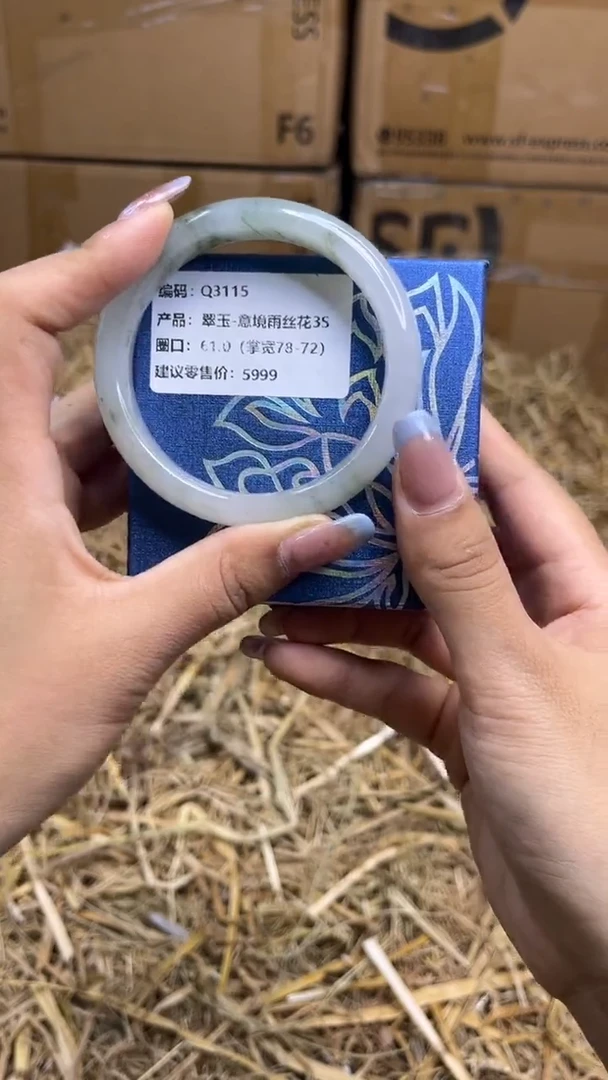 ESS
F6
www.sf-express.com
编码：Q3115
产品：翠玉-意境雨丝花3S
圈口：61.0（掌宽78-72）
建议零售价：5999